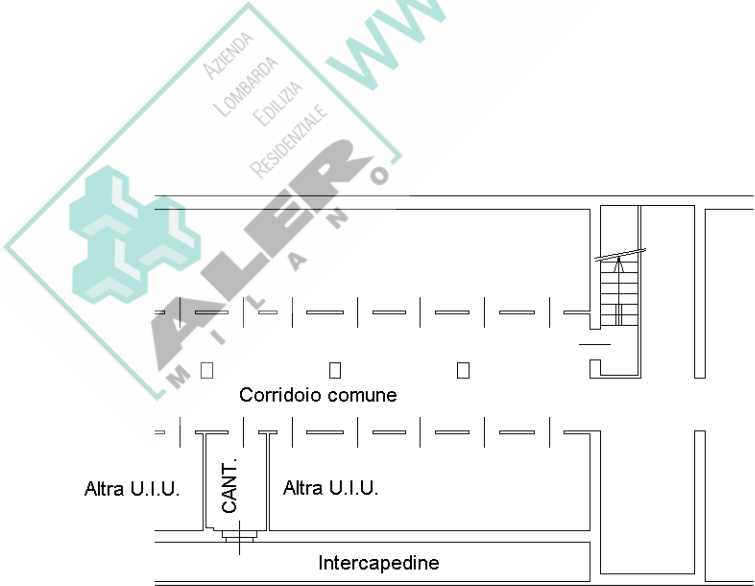 WW
AZIENDA
LOMBARDA
EDILIZIA
RESIDENZIALE
ALER
MILANO
Corridoio comune
Altra U.I.U.
CANT.
Altra U.I.U.
Intercapedine